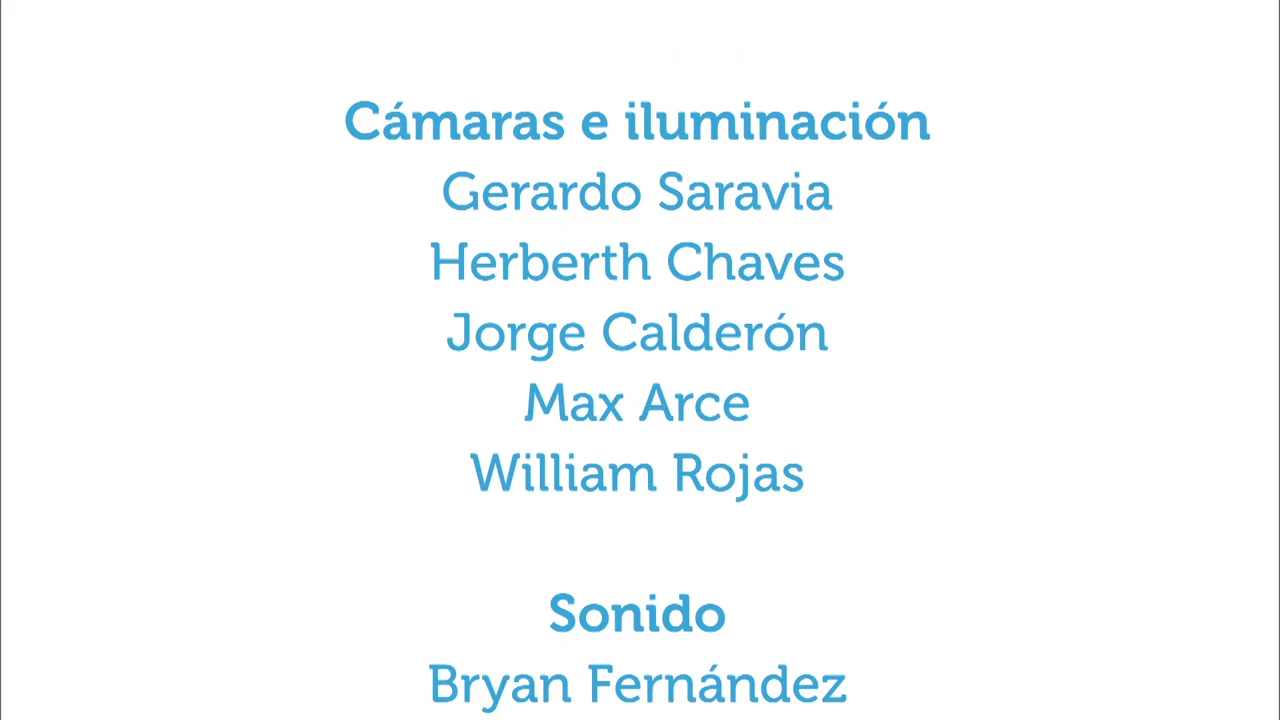 Cámaras e iluminación
Gerardo Saravia
Herberth Chaves
Jorge Calderón
Max Arce
William Rojas
Sonido
Bryan Fernández